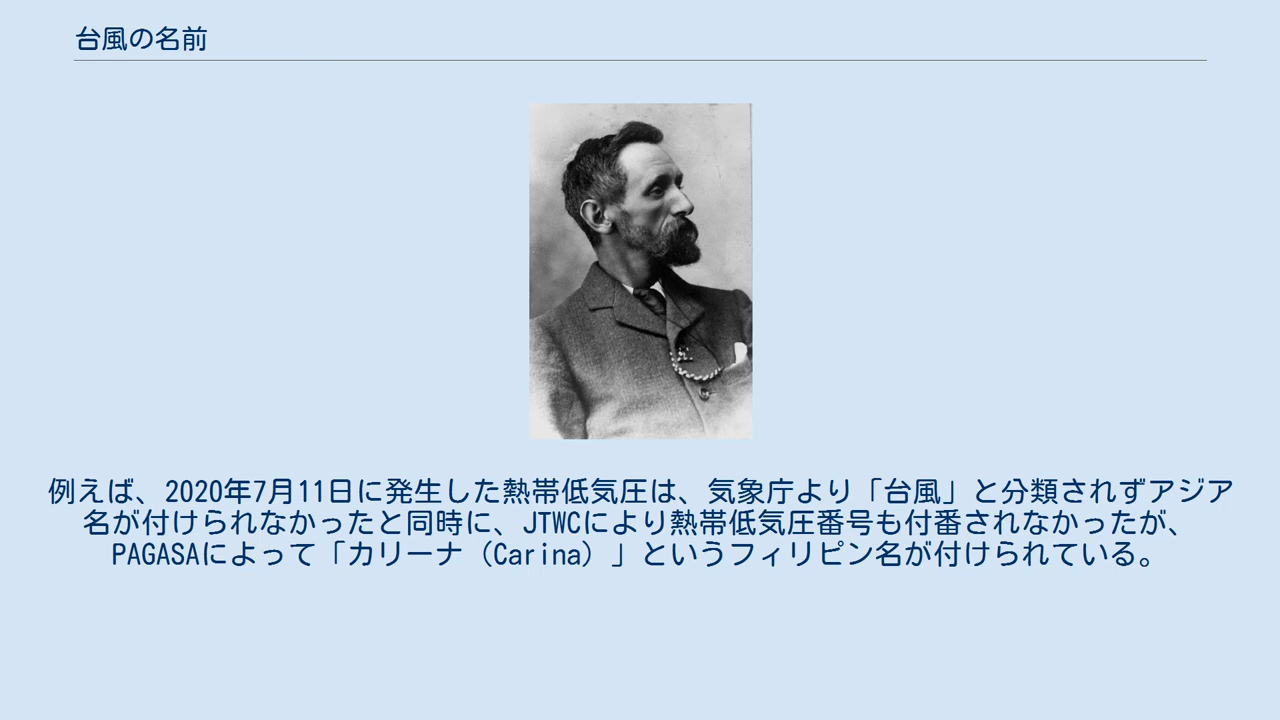 台風の名前
例えば、2020年7月11日に発生した熱帯低気圧は、気象庁より「台風」と分類されずアジア
名が付けられなかったと同時に、JTWCにより熱帯低気圧番号も付番されなかったが、
PAGASAによって「カリーナ（Carina）」というフィリピン名が付けられている。